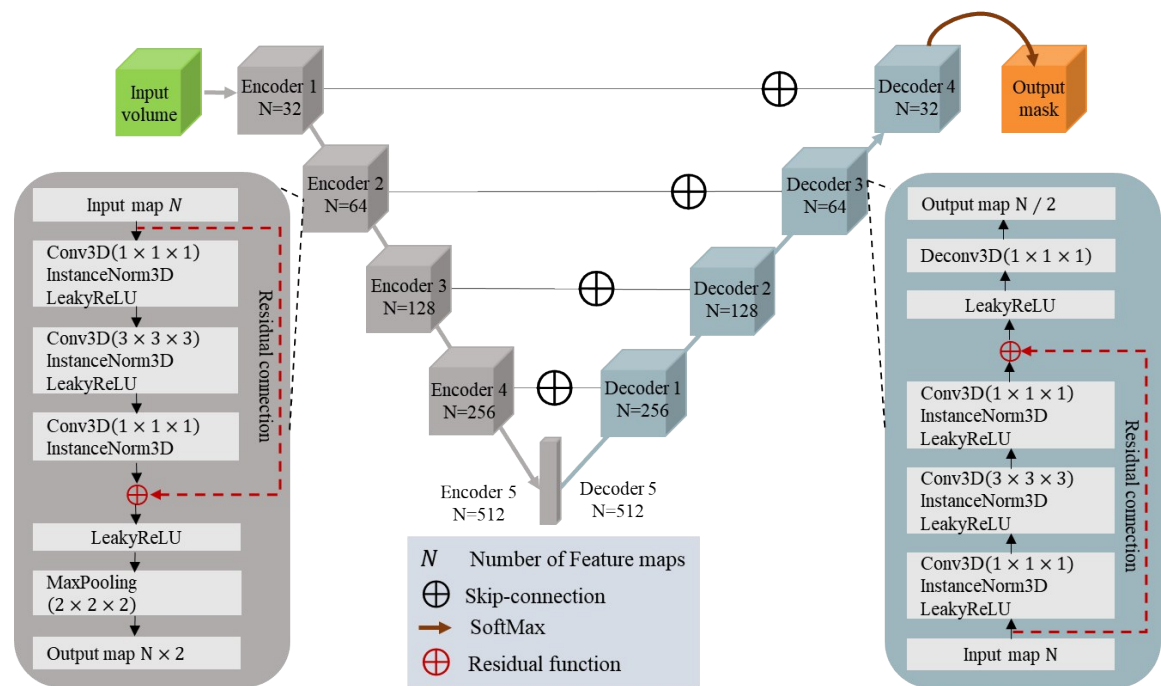 Input
volume
Encoder 1
N=32
Decoder 4
N=32
Output
mask
Encoder 2
N=64
Decoder 3
N=64
Encoder 3
N=128
Decoder 2
N=128
Encoder 4
N=256
Decoder 1
N=256
Encoder 5
N=512
Decoder 5
N=512
Input map N
Conv3D(1 × 1 × 1)
InstanceNorm3D
LeakyReLU
Conv3D(3 × 3 × 3)
InstanceNorm3D
LeakyReLU
Conv3D(1 × 1 × 1)
InstanceNorm3D
LeakyReLU
MaxPooling
(2 × 2 × 2)
Output map N × 2
Residual connection
N Number of Feature maps
Skip-connection
SoftMax
Residual function
Output map N / 2
Deconv3D(1 × 1 × 1)
LeakyReLU
Conv3D(1 × 1 × 1)
InstanceNorm3D
LeakyReLU
Conv3D(3 × 3 × 3)
InstanceNorm3D
LeakyReLU
Conv3D(1 × 1 × 1)
InstanceNorm3D
LeakyReLU
Input map N
Residual connection